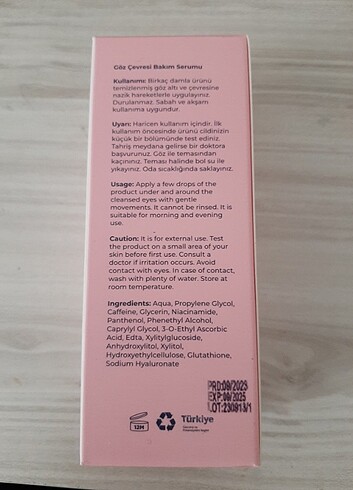 Göz Çevresi Bakım Serumu
Kullanımı: Birkaç damla ürünü
temizlenmiş göz altı ve çevresine
nazik hareketlerle uygulayınız.
Durulanmaz. Sabah ve akşam
kullanıma uygundur.
Uyarı: Haricen kullanım içindir. İlk
kullanım öncesinde ürünü cildinizin
küçük bir bölümünde test ediniz.
Tahriş meydana gelirse bir doktora
başvurunuz. Göz ile temasından
kaçınınız. Teması halinde bol su ile
yıkayınız. Oda sıcaklığında saklayınız.
Usage: Apply a few drops of the
product under and around the
cleansed eyes with gentle
movements. It cannot be rinsed. It is
suitable for morning and evening
use.
Caution: It is for external use. Test
the product on a small area of your
skin before first use. Consult a
doctor if irritation occurs. Avoid
contact with eyes. In case of contact,
wash with plenty of water. Store at
room temperature.
Ingredients: Aqua, Propylene Glycol,
Caffeine, Glycerin, Niacinamide,
Panthenol, Phenethyl Alcohol,
Caprylyl Glycol, 3-O-Ethyl Ascorbic
Acid, Edta, Xylitylglucoside,
Anhydroxylitol, Xylitol,
Hydroxyethylcellulose, Glutathione,
Sodium Hyaluronate
PRD:09/2023
EXP:09/2025
LOT:230913/1
12M
Türkiye